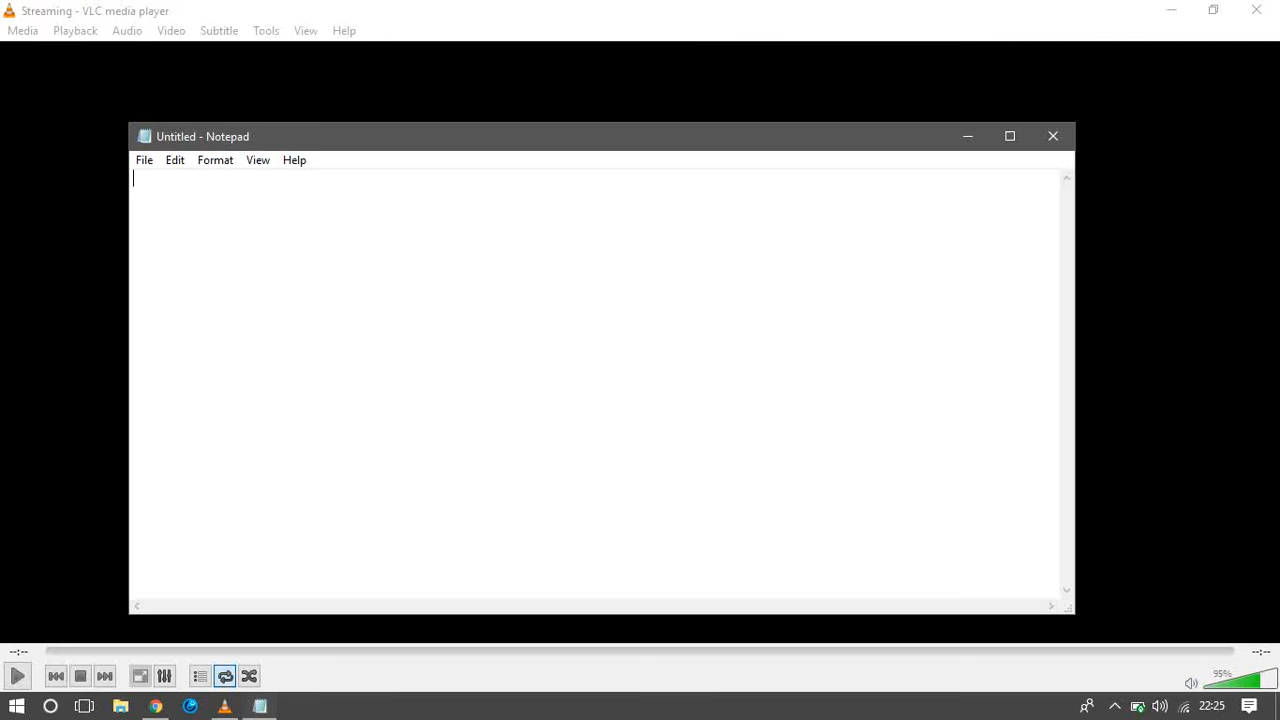 Streaming - VLC media player
Media Playback Audio Video Subtitle Tools View Help
Untitled - Notepad
File Edit Format View Help
--:-- --:--
95%
22:25